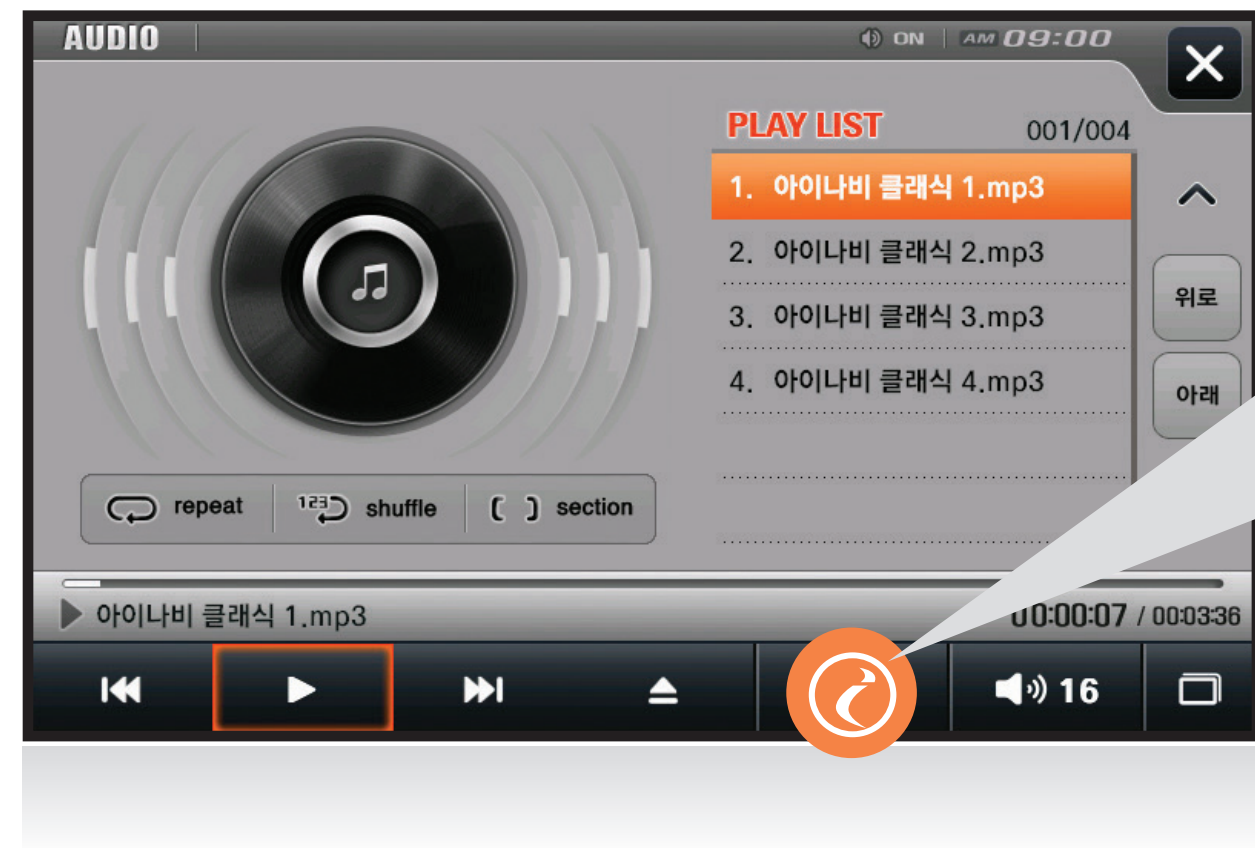 AUDIO
ON
AM 09:00
PLAY LIST
001/004
1. 아이나비 클래식 1.mp3
2. 아이나비 클래식 2.mp3
3. 아이나비 클래식 3.mp3
4. 아이나비 클래식 4.mp3
위로
아래
repeat
123 shuffle
section
아이나비 클래식 1.mp3
00:00:07 / 00:03:36
16